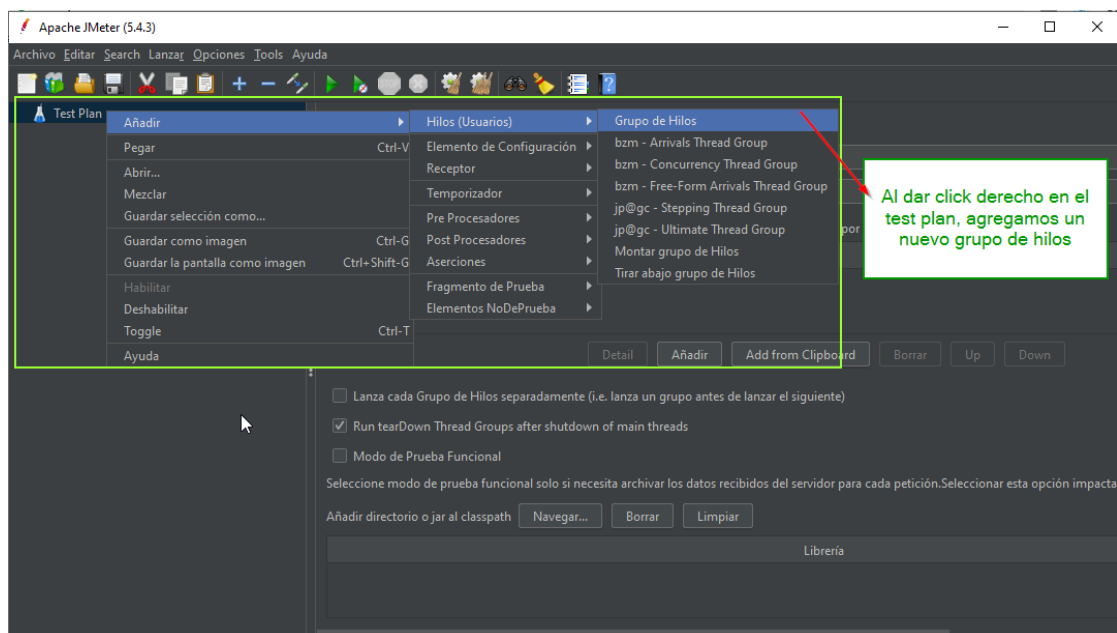 Apache JMeter (5.4.3)
Archivo Editar Search Lanzar Opciones Tools Ayuda
Test Plan
Añadir
Pegar Ctrl-V
Abrir...
Mezclar
Guardar selección como...
Guardar como imagen Ctrl-G
Guardar la pantalla como imagen Ctrl+Shift-G
Habilitar
Deshabilitar
Toggle Ctrl-T
Ayuda
Hilos (Usuarios)
Elemento de Configuración
Receptor
Temporizador
Pre Procesadores
Post Procesadores
Aserciones
Fragmento de Prueba
Elementos NoDePrueba
Grupo de Hilos
bzm - Arrivals Thread Group
bzm - Concurrency Thread Group
bzm - Free-Form Arrivals Thread Group
jp@gc - Stepping Thread Group
jp@gc - Ultimate Thread Group
Montar grupo de Hilos
Tirar abajo grupo de Hilos
por
Al dar click derecho en el
test plan, agregamos un
nuevo grupo de hilos
Detail Añadir Add from Clipboard Borrar Up Down
Lanza cada Grupo de Hilos separadamente (i.e. lanza un grupo antes de lanzar el siguiente)
Run tearDown Thread Groups after shutdown of main threads
Modo de Prueba Funcional
Seleccione modo de prueba funcional solo si necesita archivar los datos recibidos del servidor para cada petición.Seleccionar esta opción impacta
Añadir directorio o jar al classpath Navegar... Borrar Limpiar
Librería